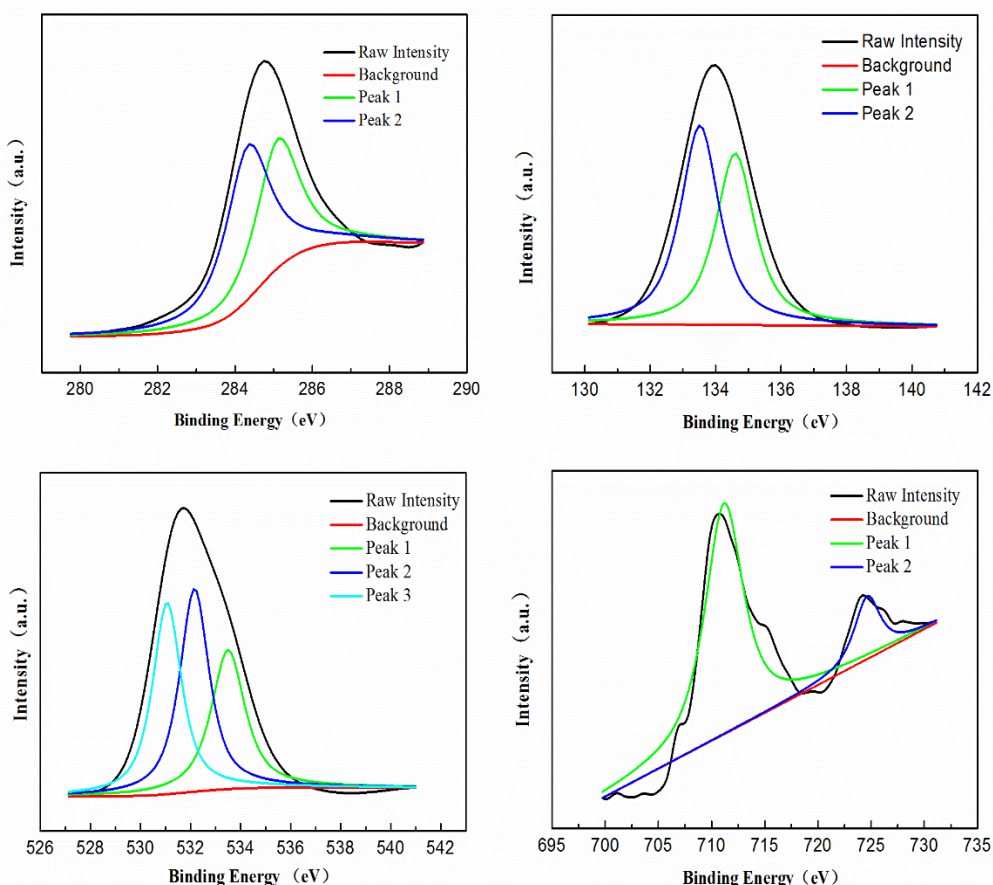 Raw Intensity
Background
Peak 1
Peak 2
Intensity（a.u.）
280 282 284 286 288 290
Binding Energy（eV）
Raw Intensity
Background
Peak 1
Peak 2
Intensity（a.u.）
130 132 134 136 138 140 142
Binding Energy（eV）
Raw Intensity
Background
Peak 1
Peak 2
Peak 3
Intensity（a.u.）
526 528 530 532 534 536 538 540 542
Binding Energy（eV）
Raw Intensity
Background
Peak 1
Peak 2
Intensity（a.u.）
695 700 705 710 715 720 725 730 735
Binding Energy（eV）